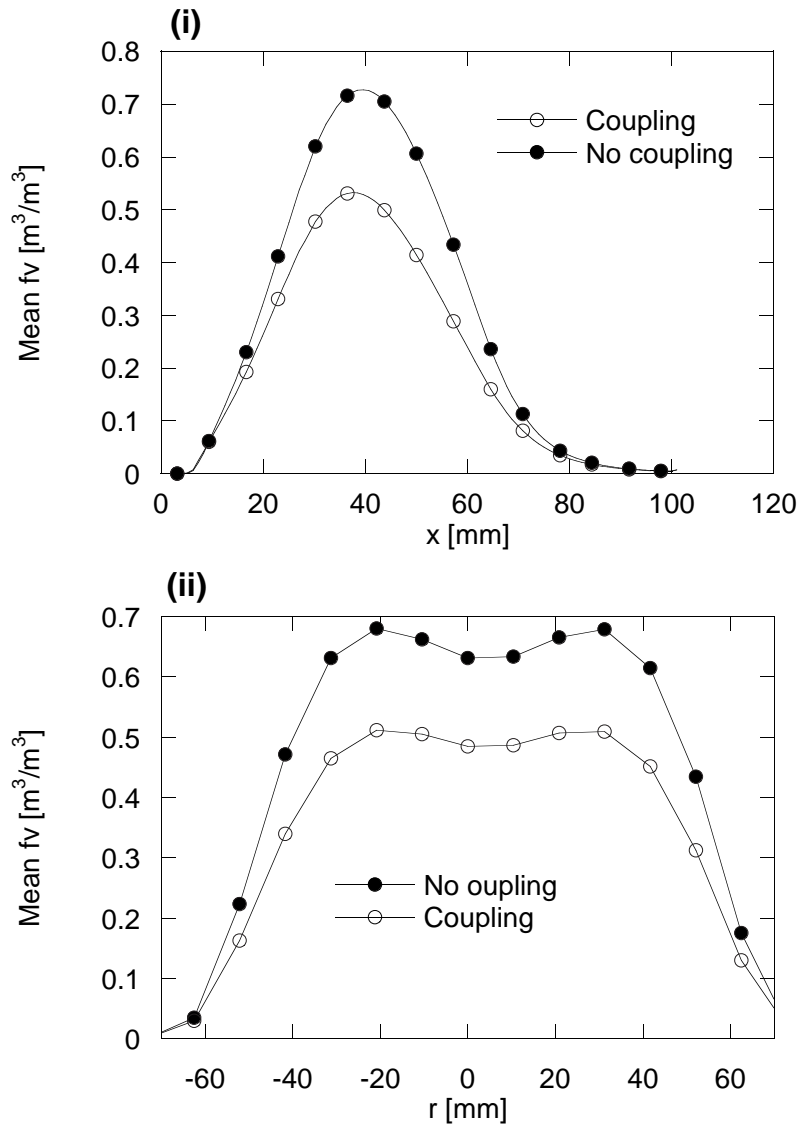 (i)
0.8
0.7
0.6
0.5
0.4
0.3
0.2
0.1
0
Mean fv [m³/m³]
Coupling
No coupling
0 20 40 60 80 100 120
x [mm]
(ii)
0.7
0.6
0.5
0.4
0.3
0.2
0.1
0
Mean fv [m³/m³]
No oupling
Coupling
-60 -40 -20 0 20 40 60
r [mm]